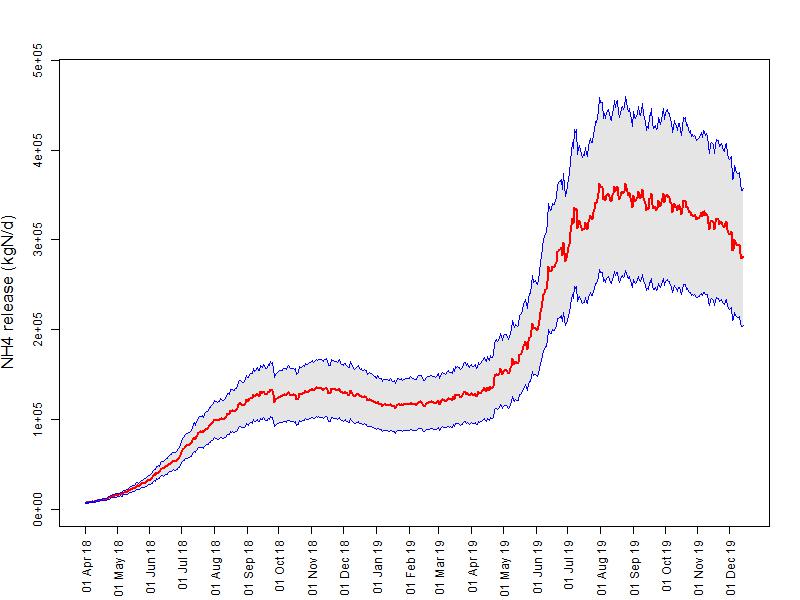 NH4 release (kgN/d)
5e+05
4e+05
3e+05
2e+05
1e+05
0e+00
01 Apr 18
01 May 18
01 Jun 18
01 Jul 18
01 Aug 18
01 Sep 18
01 Oct 18
01 Nov 18
01 Dec 18
01 Jan 19
01 Feb 19
01 Mar 19
01 Apr 19
01 May 19
01 Jun 19
01 Jul 19
01 Aug 19
01 Sep 19
01 Oct 19
01 Nov 19
01 Dec 19